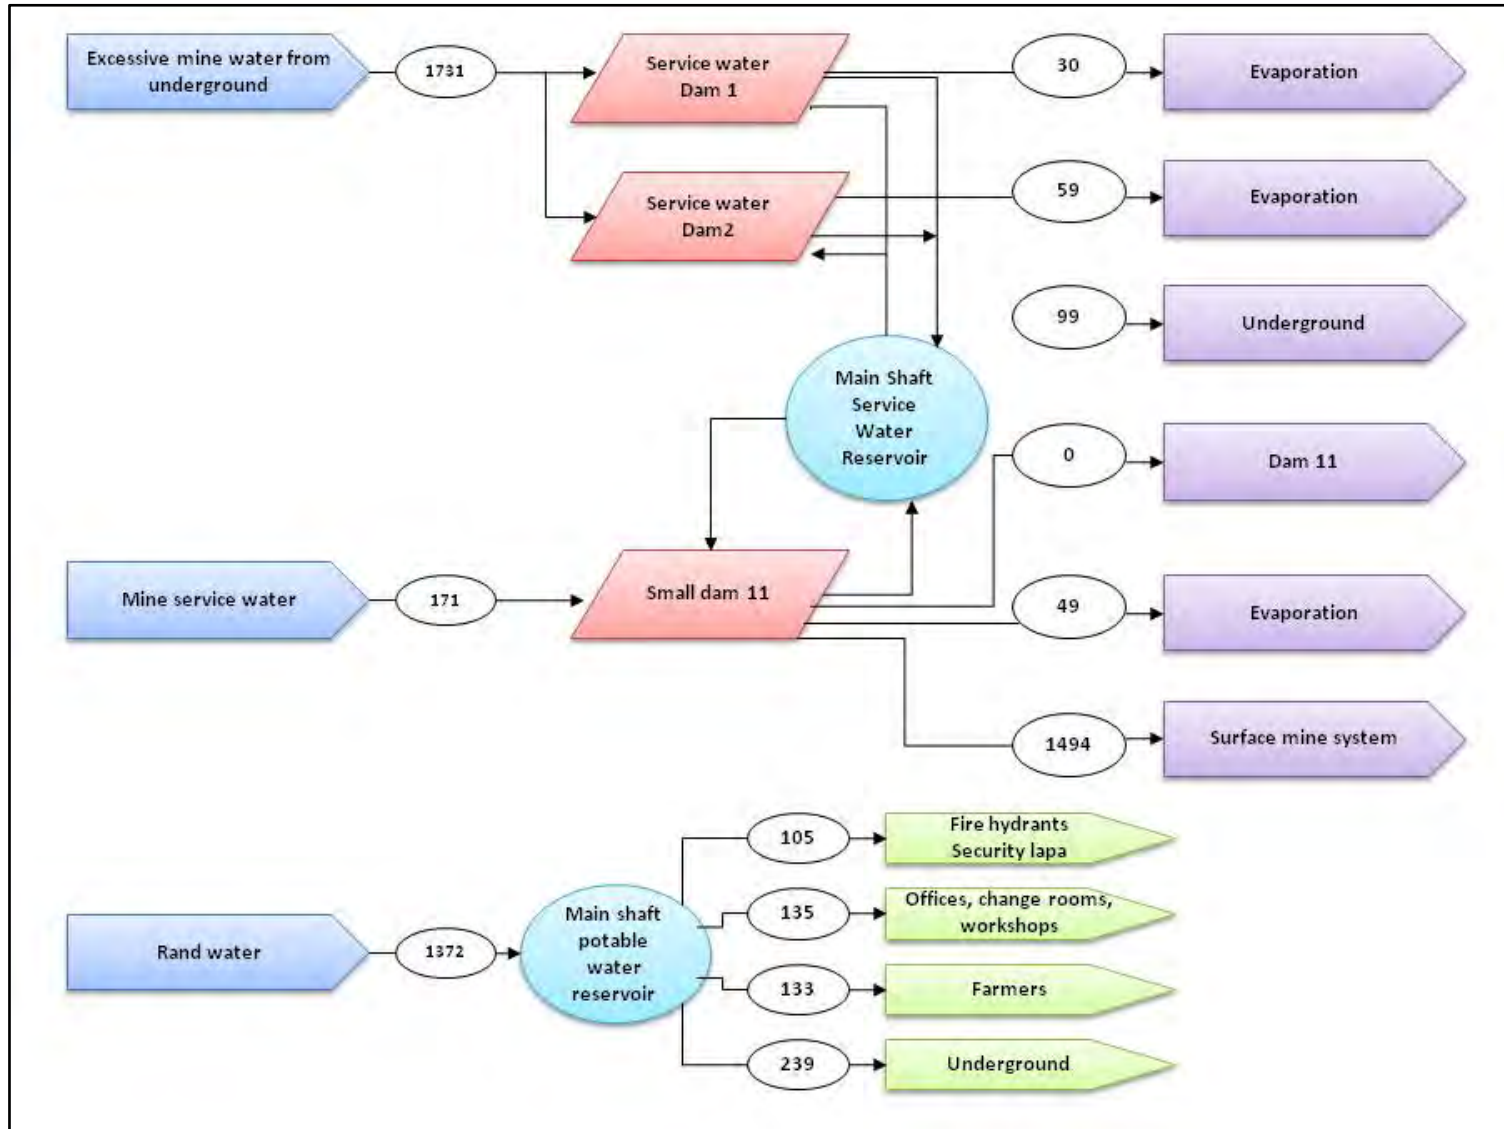 Excessive mine water from
underground
1731
Service water
Dam 1
30
Evaporation
Service water
Dam2
59
Evaporation
99
Underground
Main Shaft
Service
Water
Reservoir
0
Dam 11
Mine service water
171
Small dam 11
49
Evaporation
1494
Surface mine system
Rand water
1372
Main shaft
potable
water
reservoir
105
Fire hydrants
Security lapa
135
Offices, change rooms,
workshops
133
Farmers
239
Underground